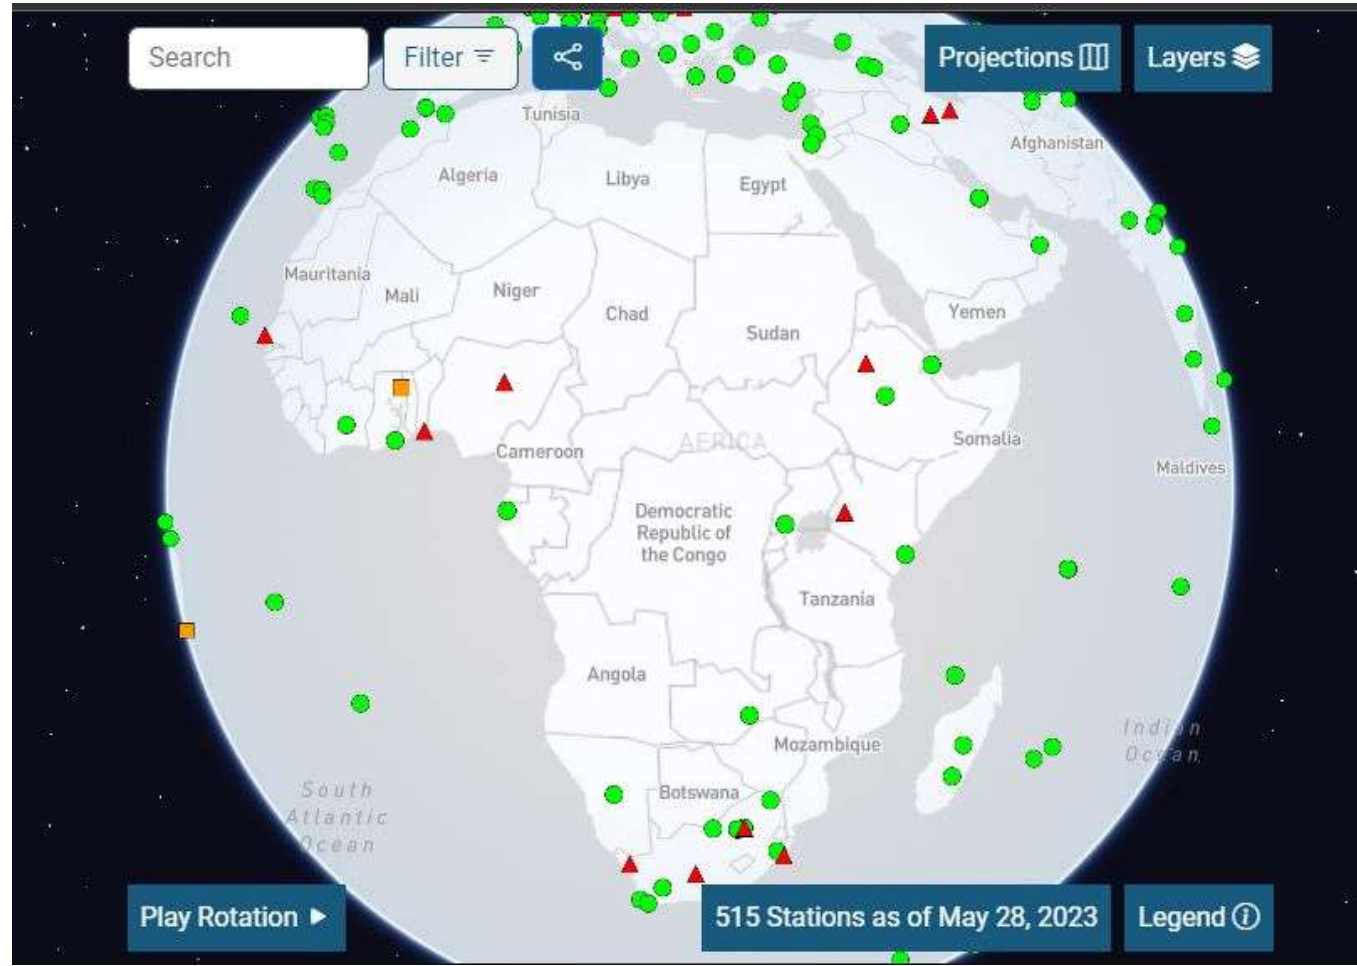 Search
Filter
Projections
Layers
Tunisia
Afghanistan
Algeria
Libya
Egypt
Mauritania
Mali
Niger
Chad
Sudan
Yemen
AFRICA
Cameroon
Somalia
Maldives
Democratic
Republic of
the Congo
Tanzania
Angola
Mozambique
Indian
Ocean
Botswana
South
Atlantic
Ocean
Play Rotation
515 Stations as of May 28, 2023
Legend